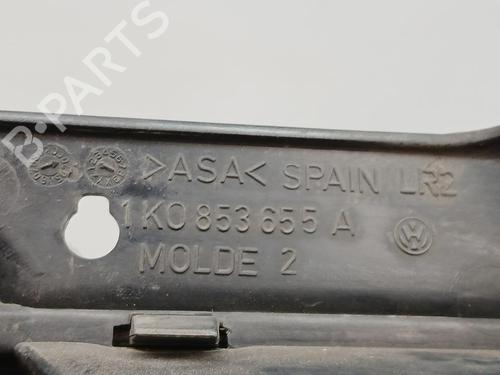 B-PARTS
>ASA< SPAIN LR2
1K0 853 655 A
MOLDE 2